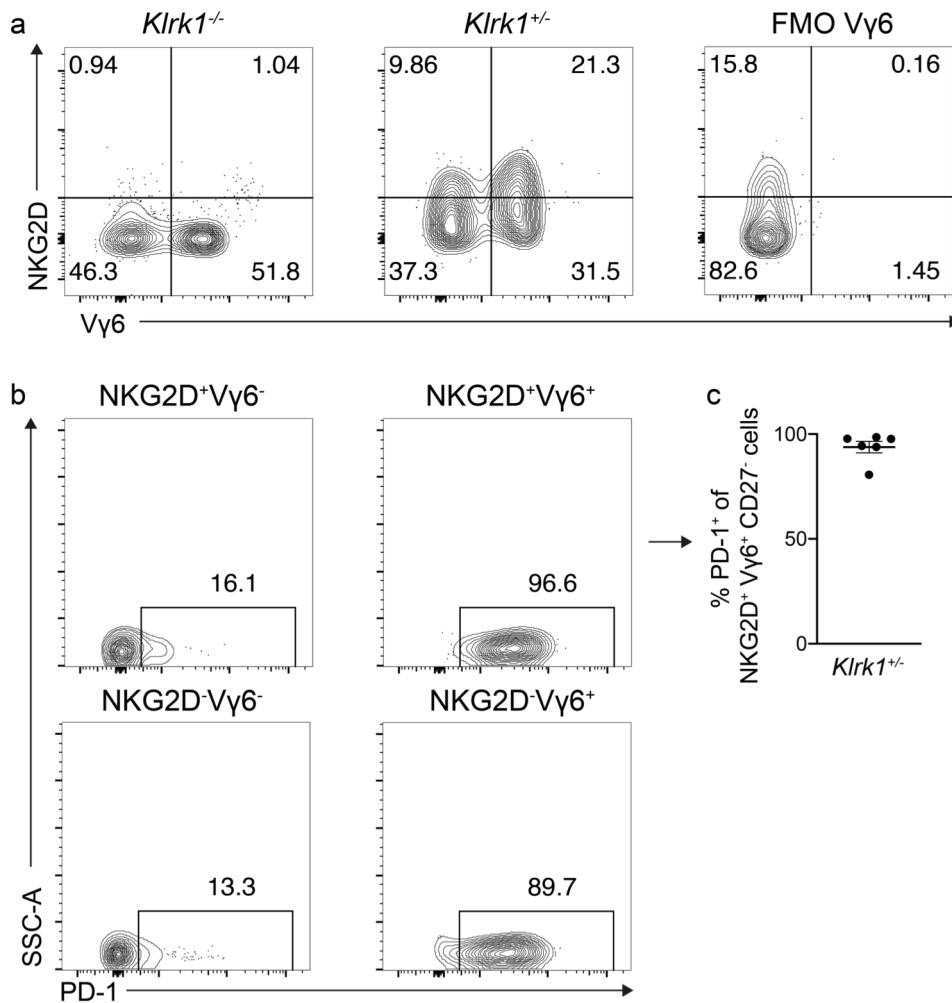 a
Klrk1-/-
Klrk1+/-
FMO Vγ6
NKG2D
0.94
1.04
46.3
51.8
9.86
21.3
37.3
31.5
15.8
0.16
82.6
1.45
Vγ6
b
NKG2D+Vγ6-
NKG2D+Vγ6+
16.1
96.6
NKG2D-Vγ6-
NKG2D-Vγ6+
13.3
89.7
SSC-A
PD-1
c
% PD-1+ of
NKG2D+ Vγ6+ CD27- cells
100
50
0
Klrk1+/-